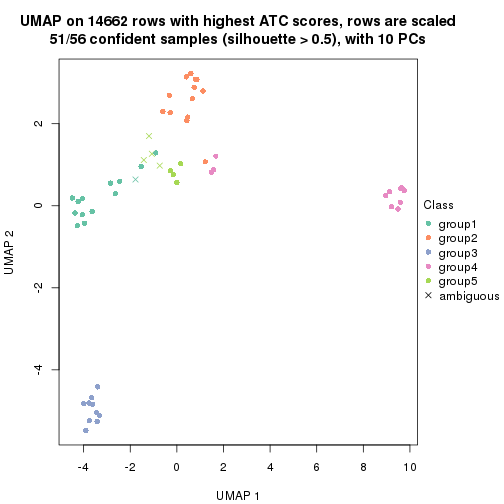 UMAP on 14662 rows with highest ATC scores, rows are scaled
51/56 confident samples (silhouette > 0.5), with 10 PCs
2
0
-2
-4
UMAP 2
-4
-2
0
2
4
6
8
10
UMAP 1
Class
group1
group2
group3
group4
group5
ambiguous